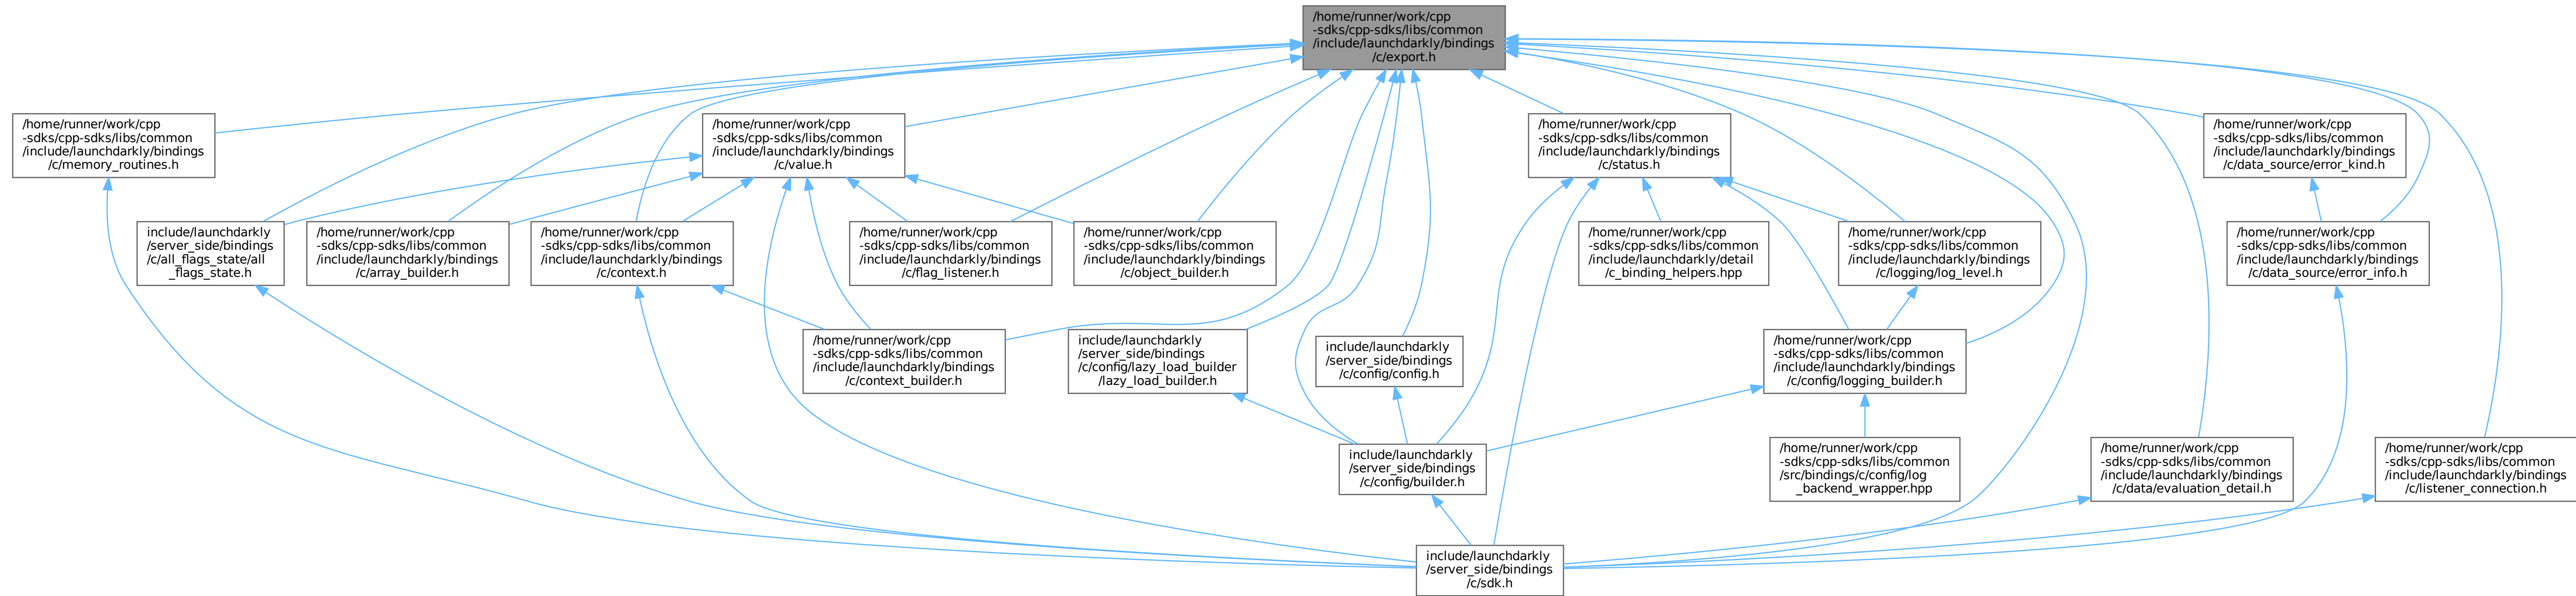 /home/runner/work/cpp
-sdks/cpp-sdks/libs/common
/include/launchdarkly/bindings
/c/export.h
/home/runner/work/cpp
-sdks/cpp-sdks/libs/common
/include/launchdarkly/bindings
/c/memory_routines.h
/home/runner/work/cpp
-sdks/cpp-sdks/libs/common
/include/launchdarkly/bindings
/c/value.h
/home/runner/work/cpp
-sdks/cpp-sdks/libs/common
/include/launchdarkly/bindings
/c/status.h
/home/runner/work/cpp
-sdks/cpp-sdks/libs/common
/include/launchdarkly/bindings
/c/data_source/error_kind.h
include/launchdarkly
/server_side/bindings
/c/all_flags_state/all
_flags_state.h
/home/runner/work/cpp
-sdks/cpp-sdks/libs/common
/include/launchdarkly/bindings
/c/array_builder.h
/home/runner/work/cpp
-sdks/cpp-sdks/libs/common
/include/launchdarkly/bindings
/c/context.h
/home/runner/work/cpp
-sdks/cpp-sdks/libs/common
/include/launchdarkly/bindings
/c/flag_listener.h
/home/runner/work/cpp
-sdks/cpp-sdks/libs/common
/include/launchdarkly/bindings
/c/object_builder.h
/home/runner/work/cpp
-sdks/cpp-sdks/libs/common
/include/launchdarkly/detail
/c_binding_helpers.hpp
/home/runner/work/cpp
-sdks/cpp-sdks/libs/common
/include/launchdarkly/bindings
/c/logging/log_level.h
/home/runner/work/cpp
-sdks/cpp-sdks/libs/common
/include/launchdarkly/bindings
/c/data_source/error_info.h
/home/runner/work/cpp
-sdks/cpp-sdks/libs/common
/include/launchdarkly/bindings
/c/context_builder.h
include/launchdarkly
/server_side/bindings
/c/config/lazy_load_builder
/lazy_load_builder.h
include/launchdarkly
/server_side/bindings
/c/config/config.h
/home/runner/work/cpp
-sdks/cpp-sdks/libs/common
/include/launchdarkly/bindings
/c/config/logging_builder.h
include/launchdarkly
/server_side/bindings
/c/config/builder.h
/home/runner/work/cpp
-sdks/cpp-sdks/libs/common
/src/bindings/c/config/log
_backend_wrapper.hpp
/home/runner/work/cpp
-sdks/cpp-sdks/libs/common
/include/launchdarkly/bindings
/c/data/evaluation_detail.h
/home/runner/work/cpp
-sdks/cpp-sdks/libs/common
/include/launchdarkly/bindings
/c/listener_connection.h
include/launchdarkly
/server_side/bindings
/c/sdk.h